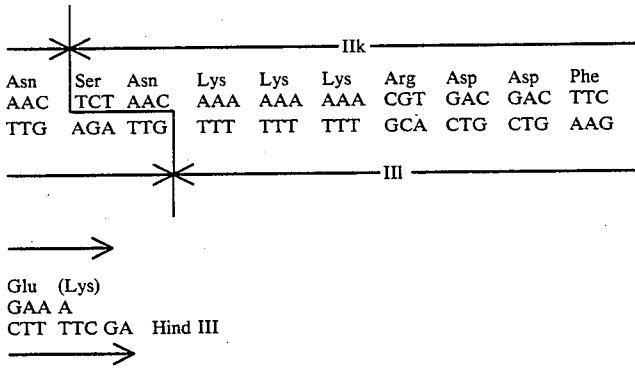 IIk
Asn Ser Asn Lys Lys Lys Arg Asp Asp Phe
AAC TCT AAC AAA AAA AAA CGT GAC GAC TTC
TTG AGA TTG TTT TTT TTT GCA CTG CTG AAG
III
Glu (Lys)
GAA A
CTT TTC GA Hind III